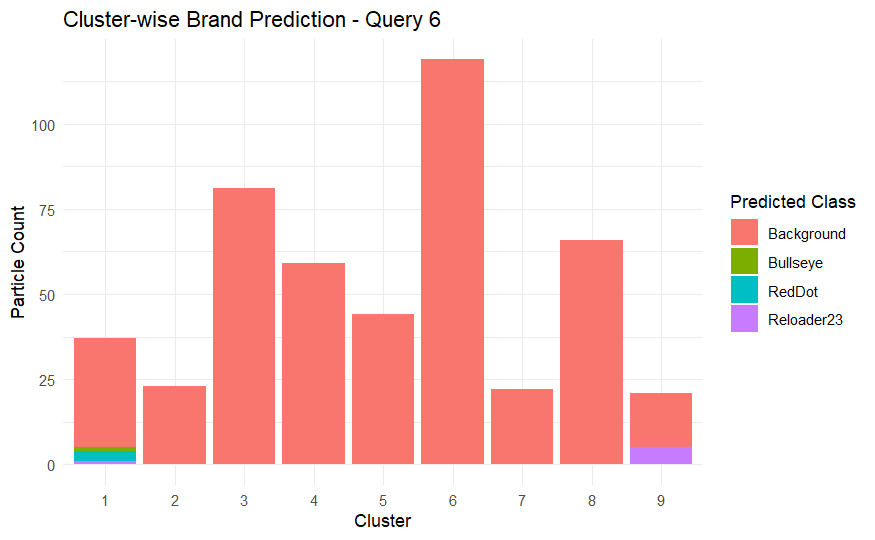 Cluster-wise Brand Prediction - Query 6
Particle Count
100
75
50
25
0
1 2 3 4 5 6 7 8 9
Cluster
Predicted Class
Background
Bullseye
RedDot
Reloader23